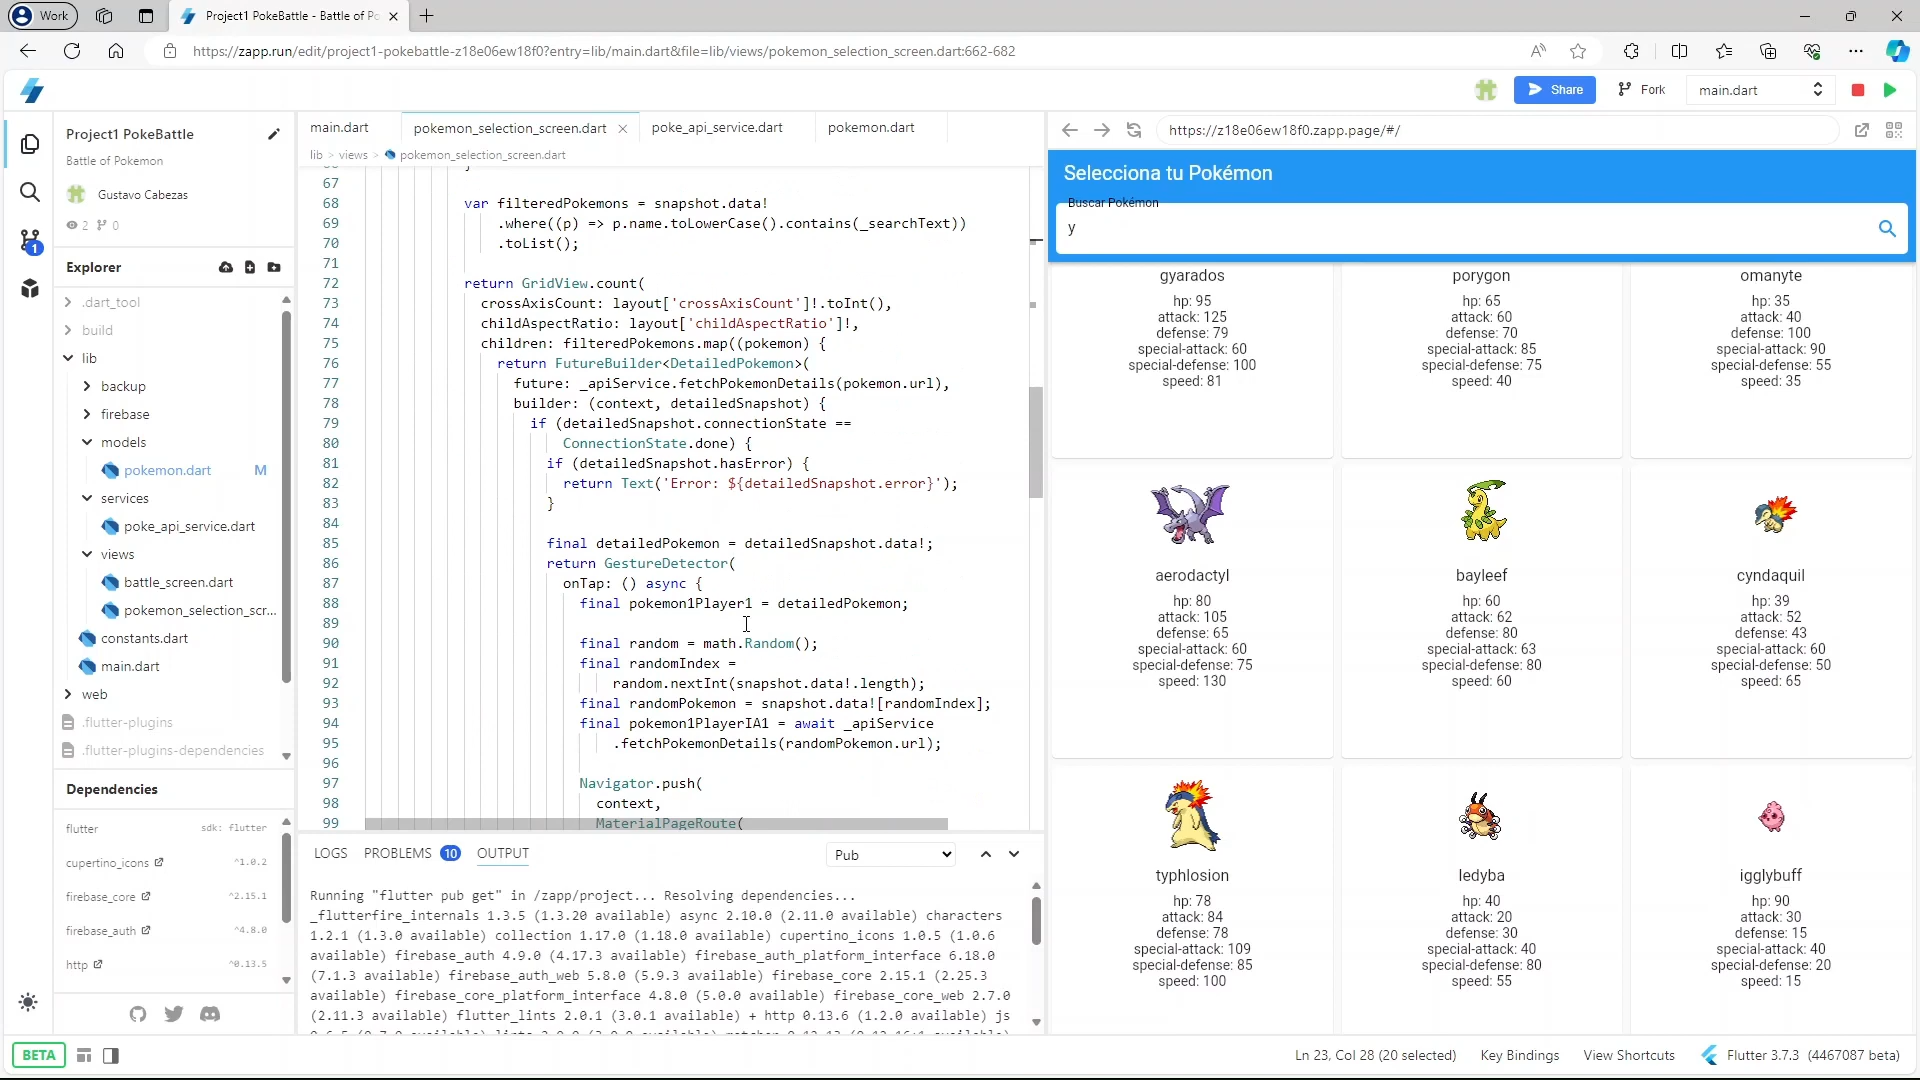 Work
Project1 PokeBattle - Battle of Po
https://zapp.run/edit/project1-pokebattle-z18e06ew18f0?entry=lib/main.dart&file=lib/views/pokemon_selection_screen.dart:662-682
Share
Fork
main.dart
Project1 PokeBattle
Battle of Pokemon
Gustavo Cabezas
2
0
1
Explorer
.dart_tool
build
lib
backup
firebase
models
pokemon.dart M
services
poke_api_service.dart
views
battle_screen.dart
pokemon_selection_scr...
constants.dart
main.dart
web
.flutter-plugins
.flutter-plugins-dependencies
Dependencies
flutter sdk: flutter
cupertino_icons ^1.0.2
firebase_core ^2.15.1
firebase_auth ^4.8.0
http ^0.13.5
BETA
main.dart
pokemon_selection_screen.dart
poke_api_service.dart
pokemon.dart
lib > views > pokemon_selection_screen.dart
67
68 var filteredPokemons = snapshot.data!
69 .where((p) => p.name.toLowerCase().contains(_searchText))
70 .toList();
71
72 return GridView.count(
73 crossAxisCount: layout['crossAxisCount']!.toInt(),
74 childAspectRatio: layout['childAspectRatio']!,
75 children: filteredPokemons.map((pokemon) {
76 return FutureBuilder<DetailedPokemon>(
77 future: _apiService.fetchPokemonDetails(pokemon.url),
78 builder: (context, detailedSnapshot) {
79 if (detailedSnapshot.connectionState ==
80 ConnectionState.done) {
81 if (detailedSnapshot.hasError) {
82 return Text('Error: ${detailedSnapshot.error}');
83 }
84
85 final detailedPokemon = detailedSnapshot.data!;
86 return GestureDetector(
87 onTap: () async {
88 final pokemon1Player1 = detailedPokemon;
89
90 final random = math.Random();
91 final randomIndex =
92 random.nextInt(snapshot.data!.length);
93 final randomPokemon = snapshot.data![randomIndex];
94 final pokemon1PlayerIA1 = await _apiService
95 .fetchPokemonDetails(randomPokemon.url);
96
97 Navigator.push(
98 context,
99 MaterialPageRoute(
LOGS
PROBLEMS 10
OUTPUT
Pub
Running "flutter pub get" in /zapp/project... Resolving dependencies...
_flutterfire_internals 1.3.5 (1.3.20 available) async 2.10.0 (2.11.0 available) characters
1.2.1 (1.3.0 available) collection 1.17.0 (1.18.0 available) cupertino_icons 1.0.5 (1.0.6
available) firebase_auth 4.9.0 (4.17.3 available) firebase_auth_platform_interface 6.18.0
(7.1.3 available) firebase_auth_web 5.8.0 (5.9.3 available) firebase_core 2.15.1 (2.25.3
available) firebase_core_platform_interface 4.8.0 (5.0.0 available) firebase_core_web 2.7.0
(2.11.3 available) flutter_lints 2.0.1 (3.0.1 available) + http 0.13.6 (1.2.0 available) js
https://z18e06ew18f0.zapp.page/#/
Selecciona tu Pokémon
Buscar Pokémon
y
gyarados
hp: 95
attack: 125
defense: 79
special-attack: 60
special-defense: 100
speed: 81
porygon
hp: 65
attack: 60
defense: 70
special-attack: 85
special-defense: 75
speed: 40
omanyte
hp: 35
attack: 40
defense: 100
special-attack: 90
special-defense: 55
speed: 35
aerodactyl
hp: 80
attack: 105
defense: 65
special-attack: 60
special-defense: 75
speed: 130
bayleef
hp: 60
attack: 62
defense: 80
special-attack: 63
special-defense: 80
speed: 60
cyndaquil
hp: 39
attack: 52
defense: 43
special-attack: 60
special-defense: 50
speed: 65
typhlosion
hp: 78
attack: 84
defense: 78
special-attack: 109
special-defense: 85
speed: 100
ledyba
hp: 40
attack: 20
defense: 30
special-attack: 40
special-defense: 80
speed: 55
igglybuff
hp: 90
attack: 30
defense: 15
special-attack: 40
special-defense: 20
speed: 15
Ln 23, Col 28 (20 selected)
Key Bindings
View Shortcuts
Flutter 3.7.3 (4467087 beta)